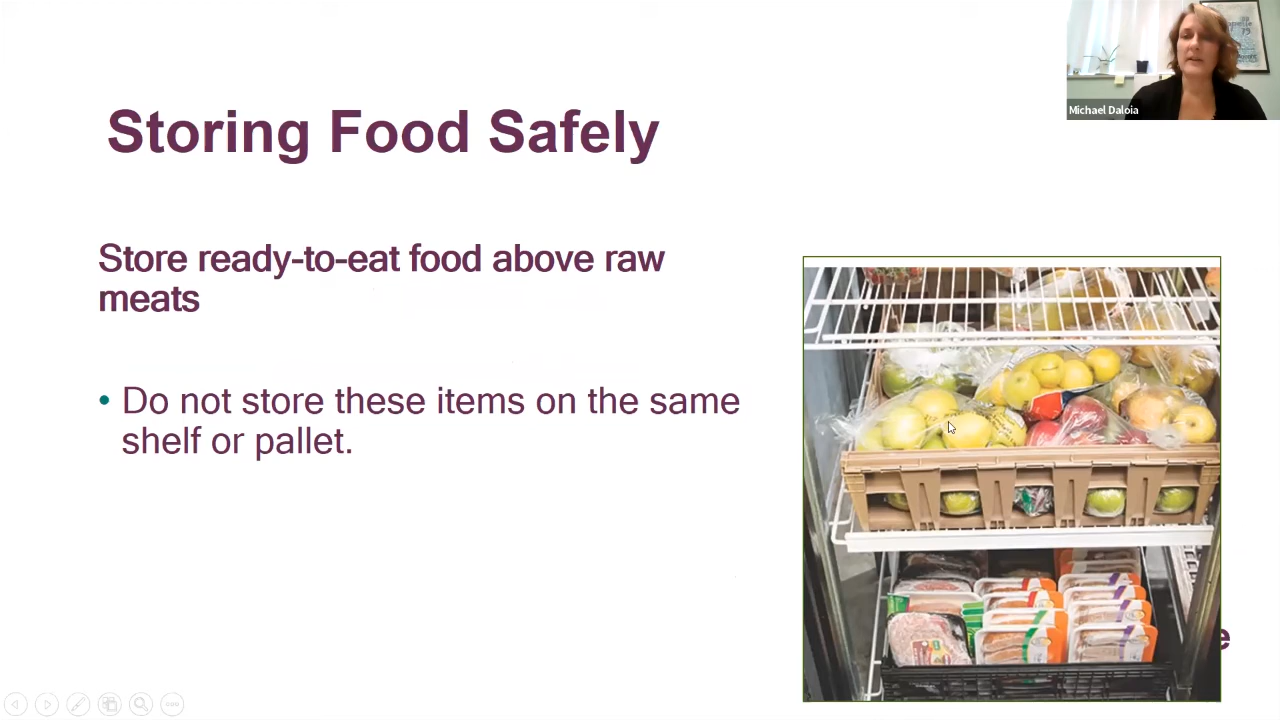 Michael Daloia
Storing Food Safely
Store ready-to-eat food above raw
meats
• Do not store these items on the same
shelf or pallet.
e